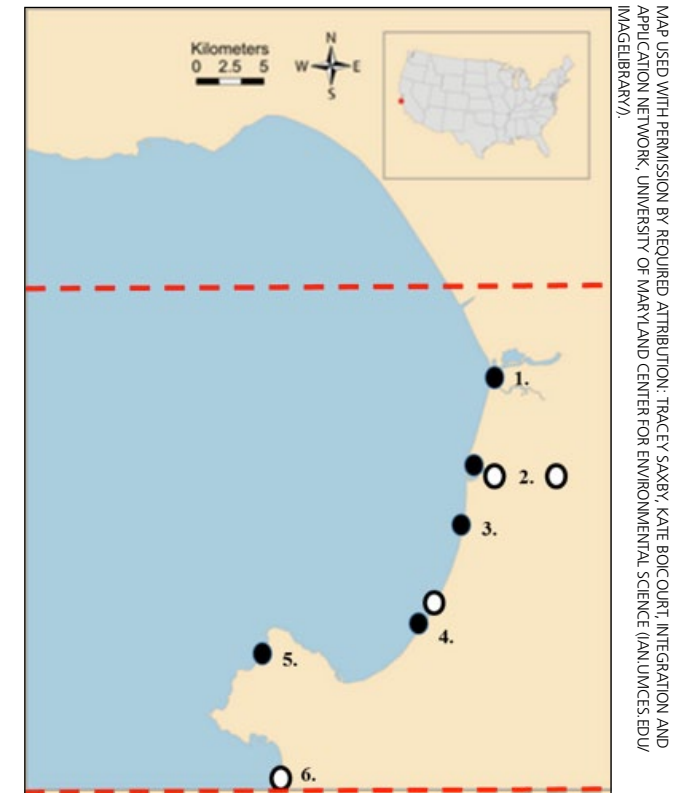 Kilometers
0 2.5 5
N
W E
S
1.
2.
3.
4.
5.
6.
MAP USED WITH PERMISSION BY REQUIRED ATTRIBUTION: TRACEY SAXBY, KATE BOICOURT, INTEGRATION AND
APPLICATION NETWORK, UNIVERSITY OF MARYLAND CENTER FOR ENVIRONMENTAL SCIENCE (IAN.UMCES.EDU/
IMAGELIBRARY/).